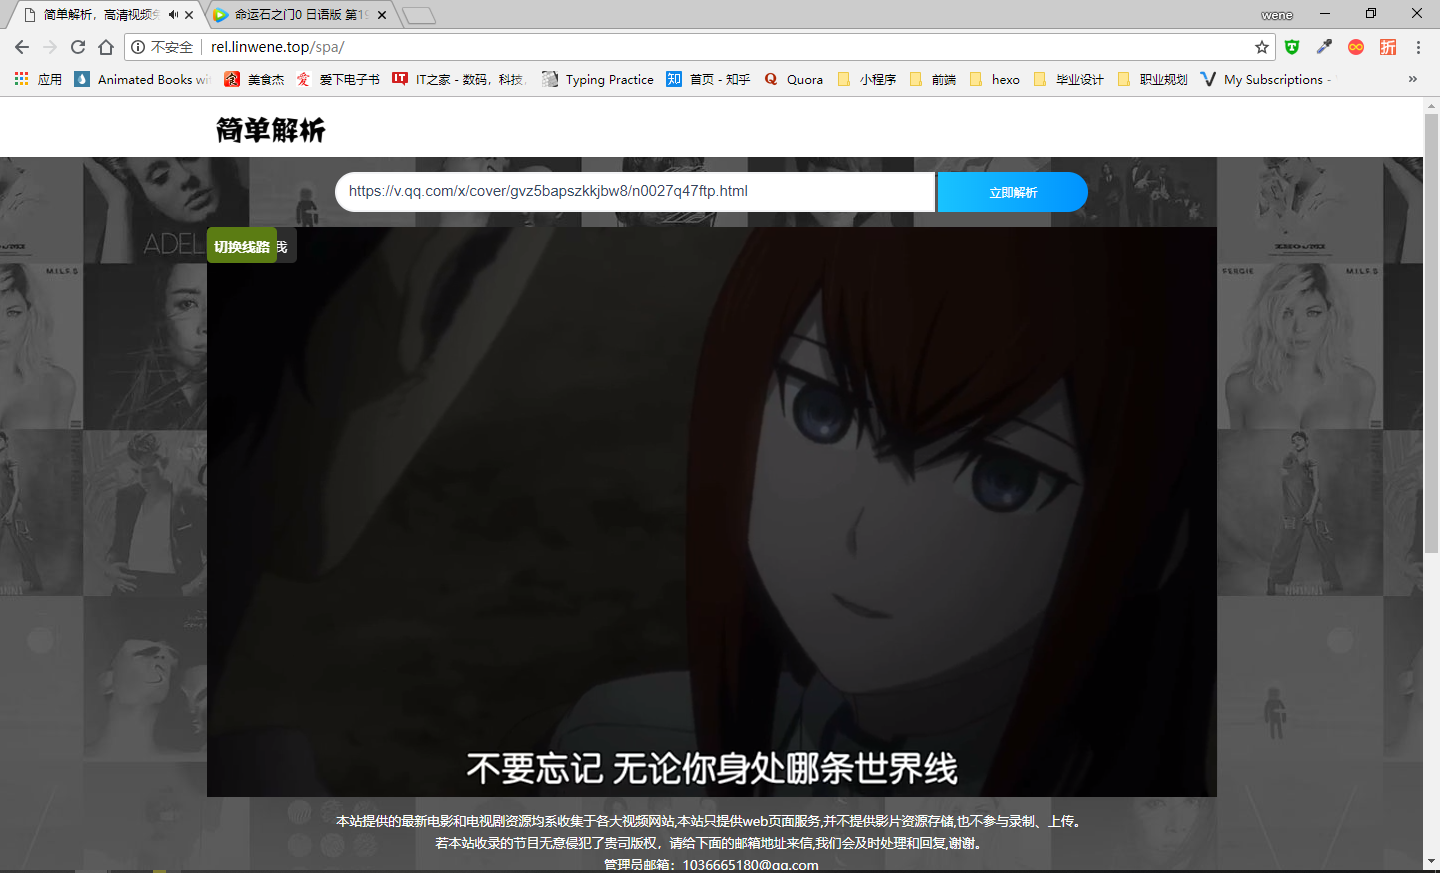 简单解析，高清视频免
命运石之门0 日语版 第19
wene
不安全 rel.linwene.top/spa/
应用 Animated Books wi 美食杰 爱下电子书 IT之家 - 数码，科技, Typing Practice 首页 - 知乎 Quora 小程序 前端 hexo 毕业设计 职业规划 My Subscriptions -
简单解析
https://v.qq.com/x/cover/gvz5bapszkkjbw8/n0027q47ftp.html 立即解析
切换线路 我
ADEL
FERGIE MILFS
MILFS
不要忘记 无论你身处哪条世界线
本站提供的最新电影和电视剧资源均系收集于各大视频网站,本站只提供web页面服务,并不提供影片资源存储,也不参与录制、上传。
若本站收录的节目无意侵犯了贵司版权，请给下面的邮箱地址来信,我们会及时处理和回复,谢谢。
管理员邮箱：1036665180@qq.com